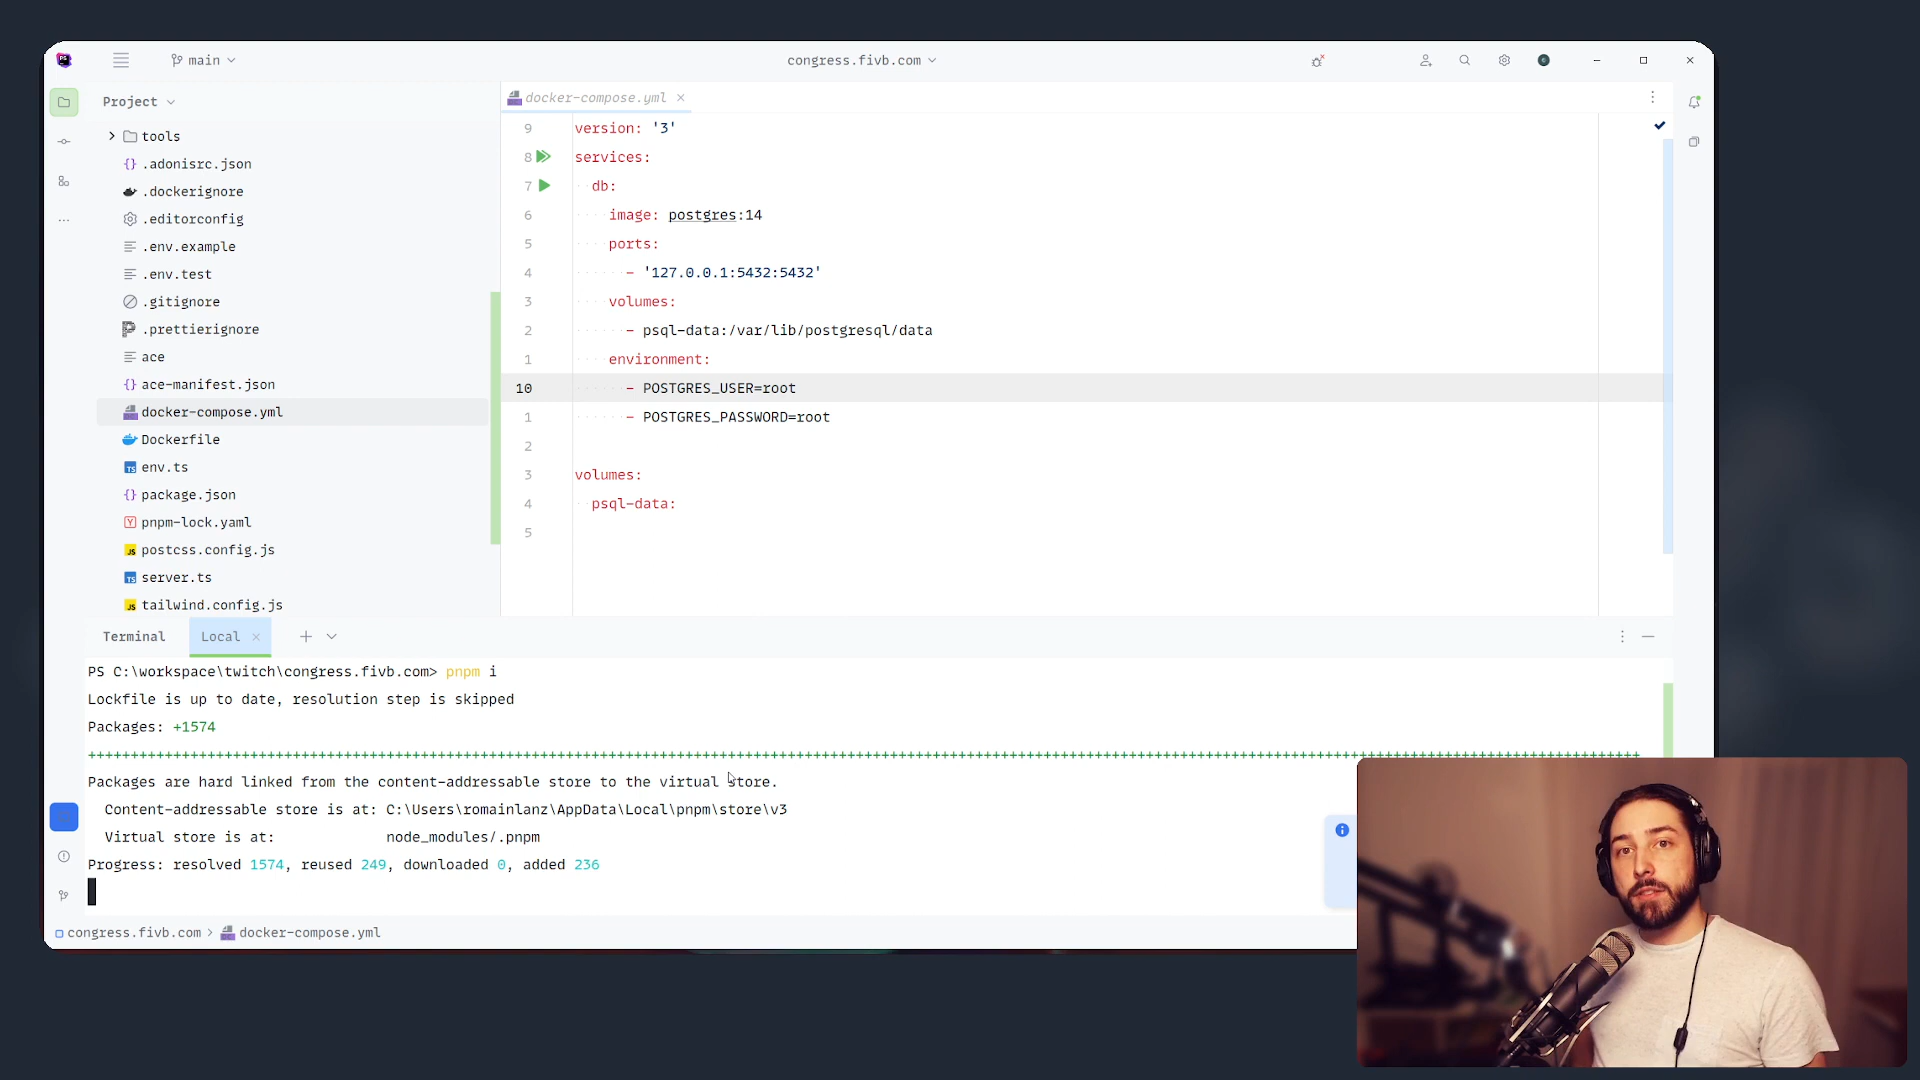 PS
main
congress.fivb.com
Project
tools
.adonisrc.json
.dockerignore
.editorconfig
.env.example
.env.test
.gitignore
.prettierignore
ace
ace-manifest.json
docker-compose.yml
Dockerfile
env.ts
package.json
pnpm-lock.yaml
postcss.config.js
server.ts
tailwind.config.js
docker-compose.yml
9 version: '3'
8 services:
7 db:
6 image: postgres:14
5 ports:
4 - '127.0.0.1:5432:5432'
3 volumes:
2 - psql-data:/var/lib/postgresql/data
1 environment:
10 - POSTGRES_USER=root
1 - POSTGRES_PASSWORD=root
2
3 volumes:
4 psql-data:
5
Terminal Local
PS C:\workspace\twitch\congress.fivb.com> pnpm i
Lockfile is up to date, resolution step is skipped
Packages: +1574
Packages are hard linked from the content-addressable store to the virtual store.
Content-addressable store is at: C:\Users\romainlanz\AppData\Local\pnpm\store\v3
Virtual store is at: node_modules/.pnpm
Progress: resolved 1574, reused 249, downloaded 0, added 236
congress.fivb.com > docker-compose.yml